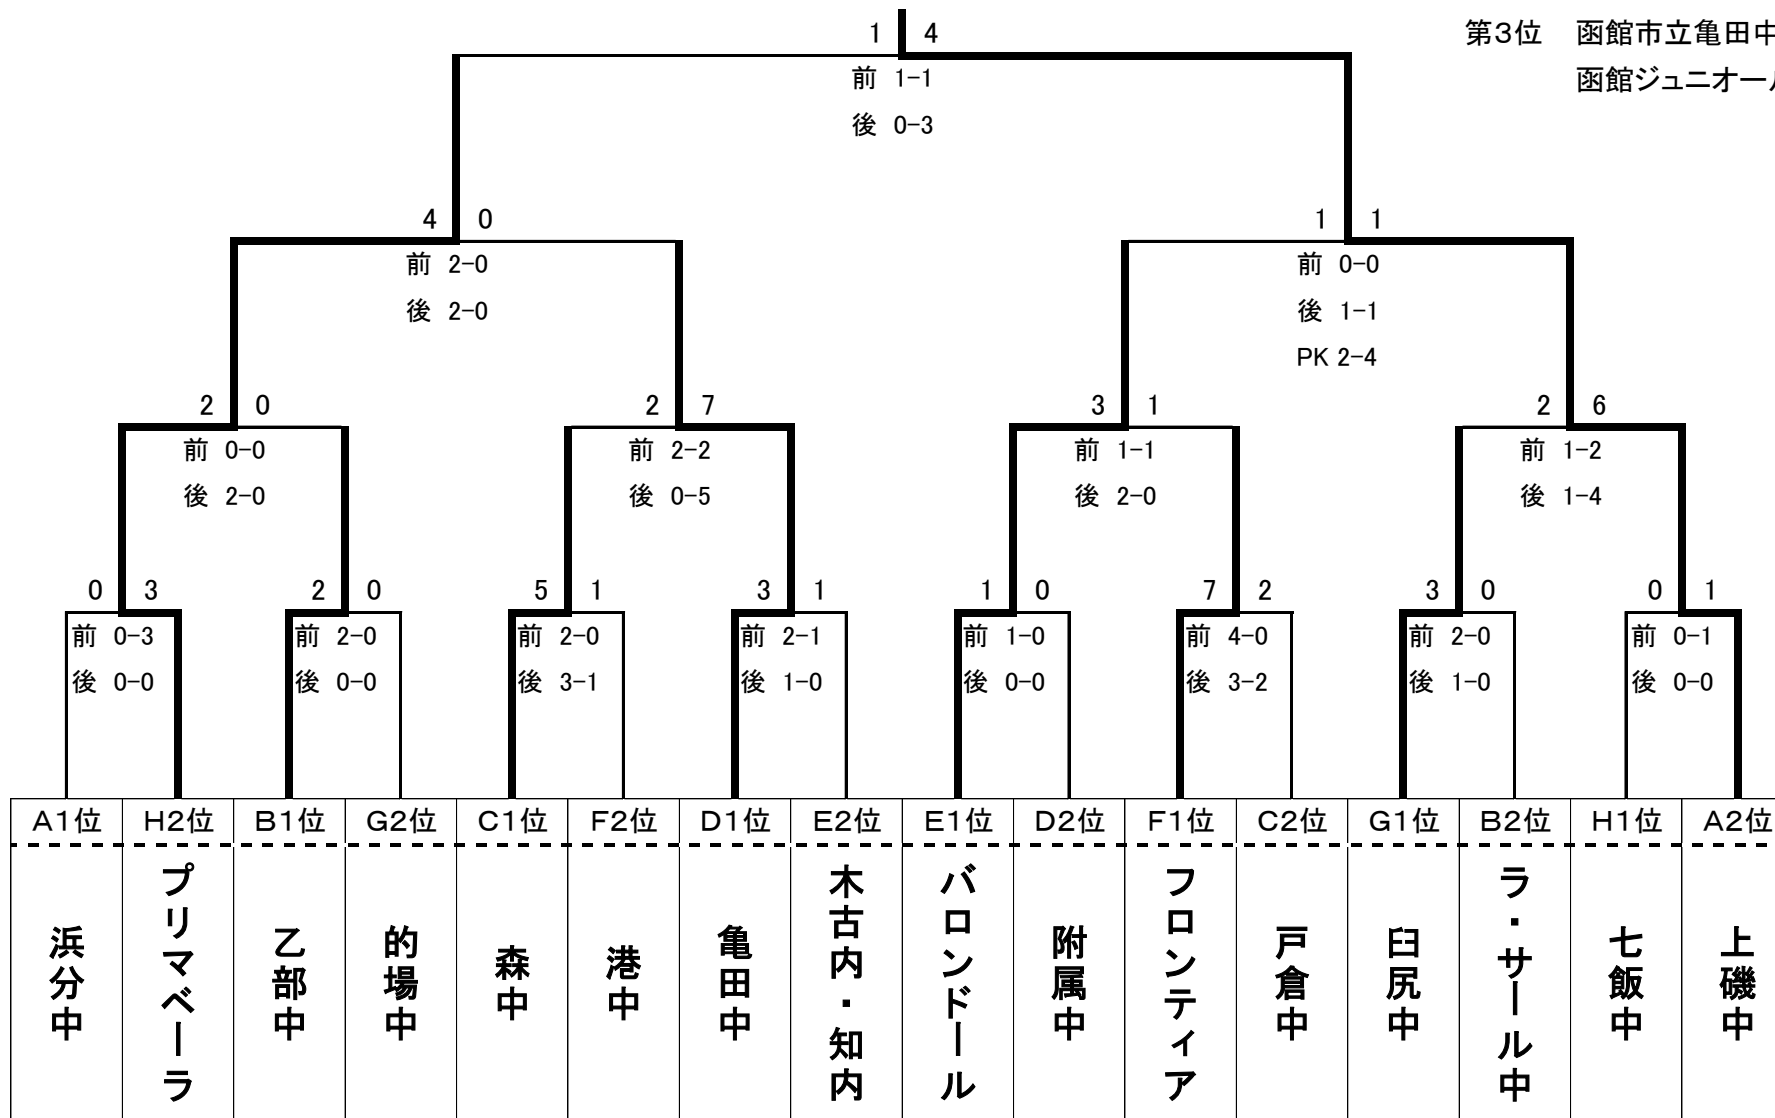 1 4
第3位 函館市立亀田中
函館ジュニオール
前 1-1
後 0-3
4 0
1 1
前 2-0
後 2-0
前 0-0
後 1-1
PK 2-4
2 0
2 7
3 1
2 6
前 0-0
後 2-0
前 2-2
後 0-5
前 1-1
後 2-0
前 1-2
後 1-4
0 3
2 0
5 1
3 1
1 0
7 2
3 0
0 1
前 0-3
後 0-0
前 2-0
後 0-0
前 2-0
後 3-1
前 2-1
後 1-0
前 1-0
後 0-0
前 4-0
後 3-2
前 2-0
後 1-0
前 0-1
後 0-0
A1位 H2位 B1位 G2位 C1位 F2位 D1位 E2位 E1位 D2位 F1位 C2位 G1位 B2位 H1位 A2位
浜分中
プリマベーラ
乙部中
的場中
森中
港中
亀田中
木古内・知内
バロンドール
附属中
フロンティア
戸倉中
臼尻中
ラ・サール中
七飯中
上磯中